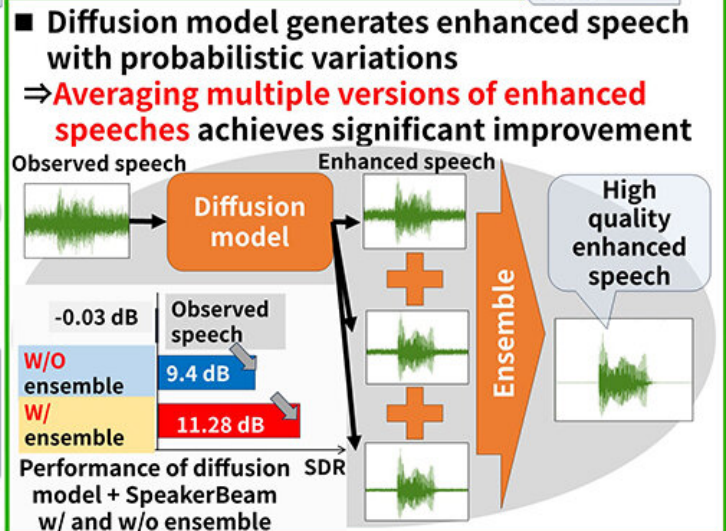 ■ Diffusion model generates enhanced speech
with probabilistic variations
⇒Averaging multiple versions of enhanced
speeches achieves significant improvement
Observed speech
Enhanced speech
Diffusion
model
High
quality
enhanced
speech
Ensemble
-0.03 dB
Observed
speech
W/O
ensemble
9.4 dB
W/
ensemble
11.28 dB
SDR
Performance of diffusion
model + SpeakerBeam
w/ and w/o ensemble